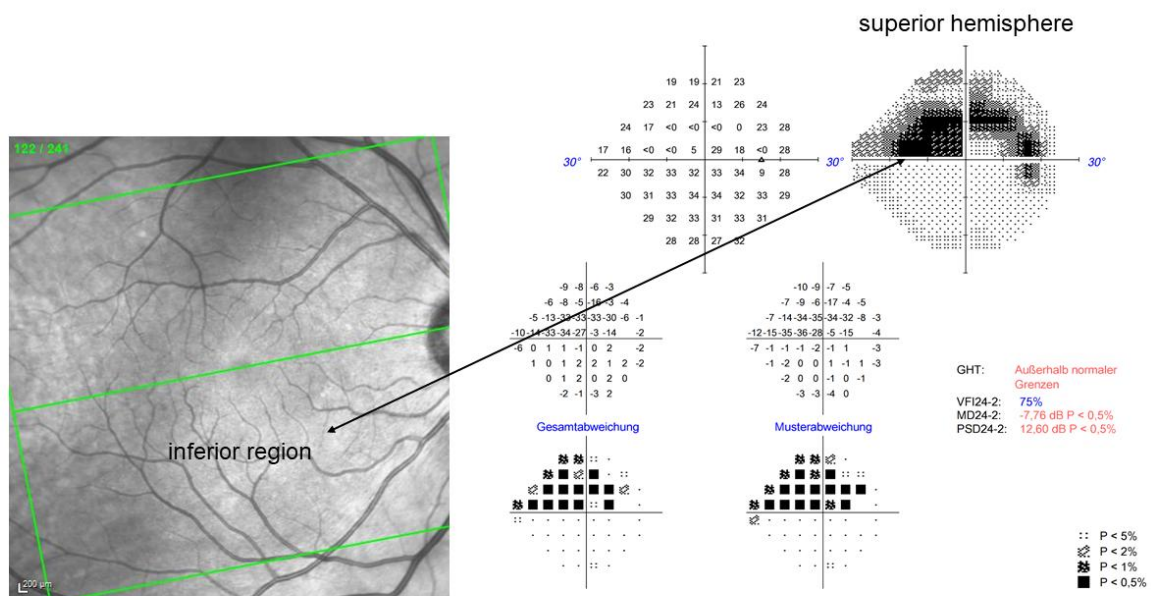 superior hemisphere
19 19 21 23
23 21 24 13 26 24
24 17 <0 <0 <0 0 23 28
17 16 <0 <0 5 29 18 <0 28
30° 30° 30°
22 30 32 33 32 33 34 9 28
30 31 33 34 33 32 33 29
29 32 33 31 33 31
28 28 27 32
122 / 241
inferior region
200 µm
-9 -8 -6 -3
-6 -8 -5 -16 -3 -4
-5 -13 -33 -33 -33 -30 -6 -1
-10 -14 -33 -34 -27 -3 -14 -2
-6 0 1 1 -1 0 2 -2
1 0 1 2 2 1 2 -2
0 1 2 0 2 0
-2 -1 -3 2
Gesamtabweichung
-10 -9 -7 -5
-7 -9 -6 -17 -4 -5
-7 -14 -34 -35 -34 -32 -8 -3
-12 -15 -35 -36 -28 -5 -15 -4
-7 -1 -1 -1 -2 -1 1 -3
-2 -1 0 0 1 -1 -1 -3
-2 0 0 -1 0 -1
-3 -3 -4 0
Musterabweichung
GHT: Außerhalb normaler
Grenzen
VFI24-2: 75%
MD24-2: -7,76 dB P < 0,5%
PSD24-2: 12,60 dB P < 0,5%
P < 5%
P < 2%
P < 1%
P < 0,5%